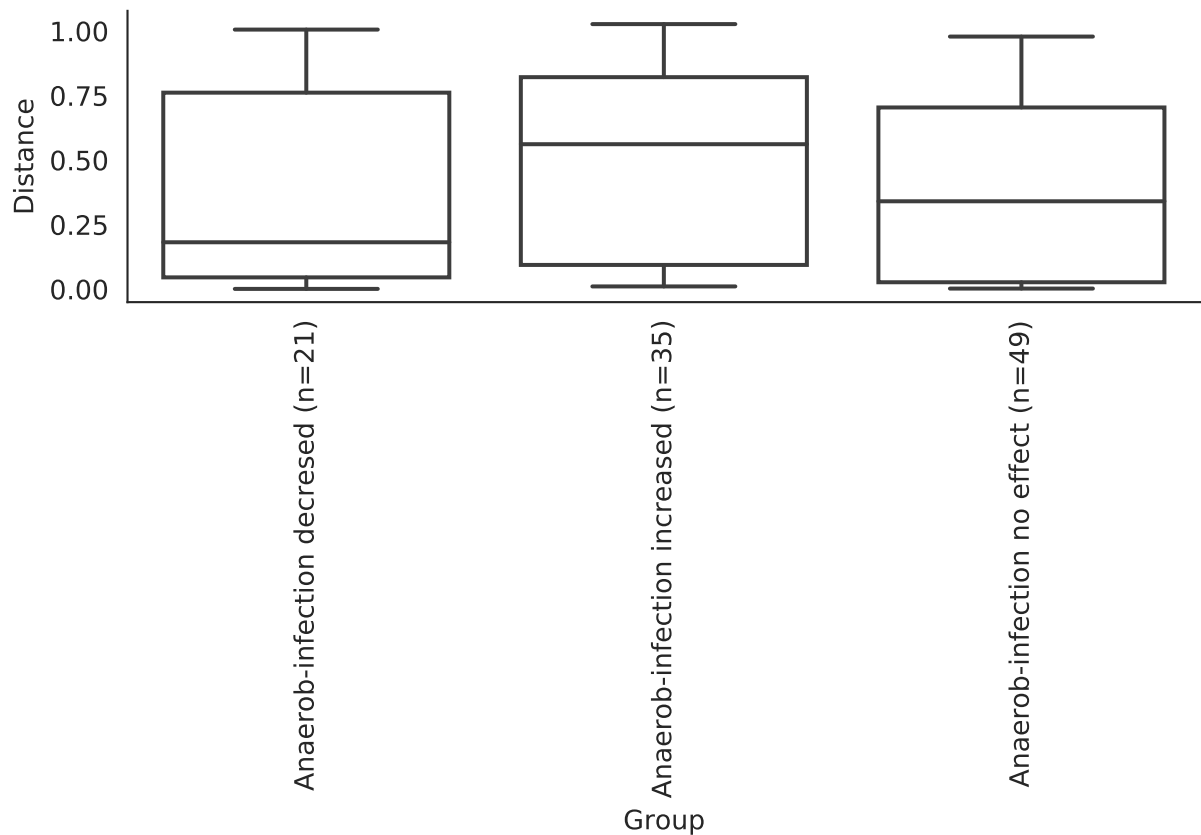 1.00
0.75
0.50
0.25
0.00
Distance
Anaerob-infection decresed (n=21)
Anaerob-infection increased (n=35)
Anaerob-infection no effect (n=49)
Group